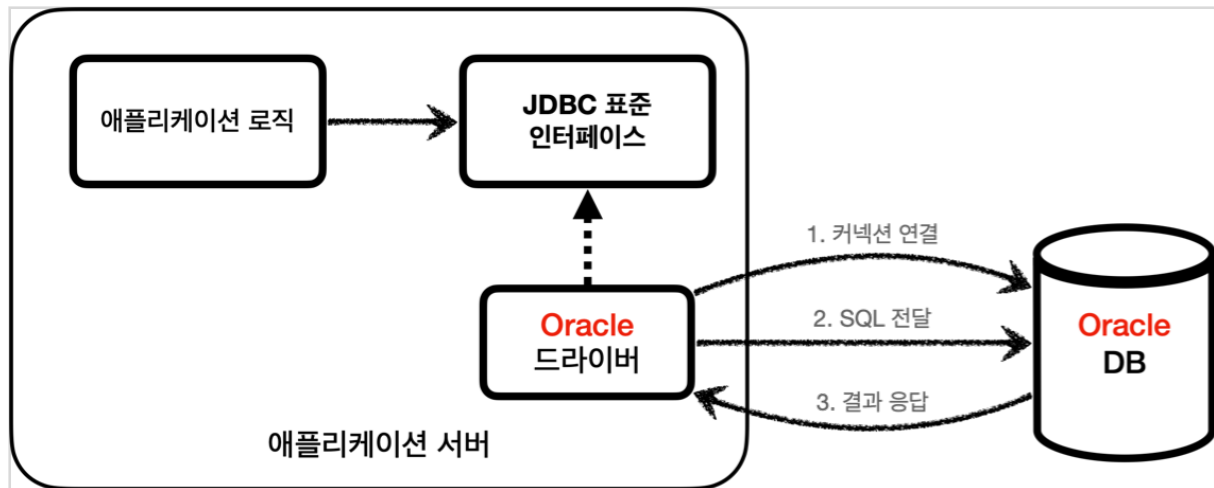 애플리케이션 로직
JDBC 표준
인터페이스
1. 커넥션 연결
Oracle
드라이버
2. SQL 전달
Oracle
DB
3. 결과 응답
애플리케이션 서버